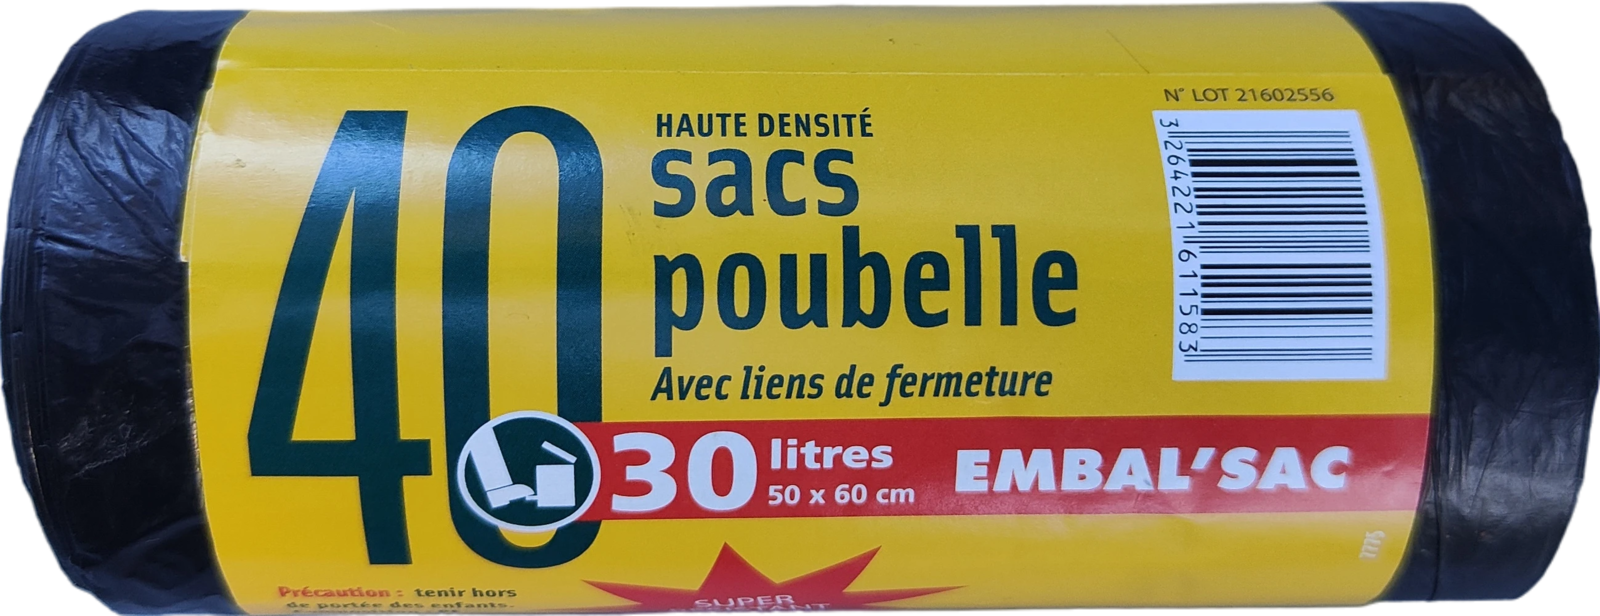 N° LOT 21602556
3 264221 611583
40
HAUTE DENSITÉ
sacs
poubelle
Avec liens de fermeture
30 litres
50 x 60 cm
EMBAL'SAC
7775
Précaution : tenir hors
de portée des enfants.
SUPER